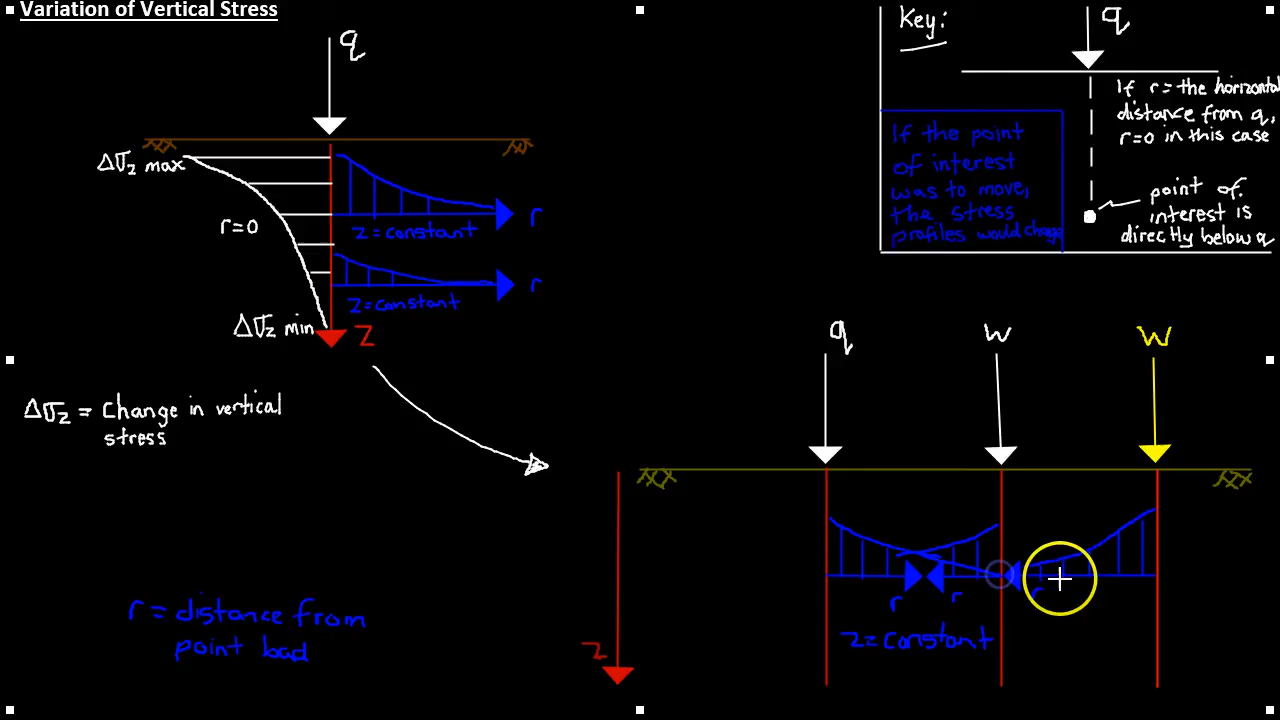 Variation of Vertical Stress
q
Δσz max
r=0
z=constant
r
z=constant
r
Δσz min
z
Δσz = Change in vertical
stress
r = distance from
point load
Key:
q
If r = the horizontal
distance from q,
r=0 in this case
point of
interest is
directly below q
If the point
of interest
was to move,
the stress
profiles would change
q
W
W
r
r
r
z=constant
z